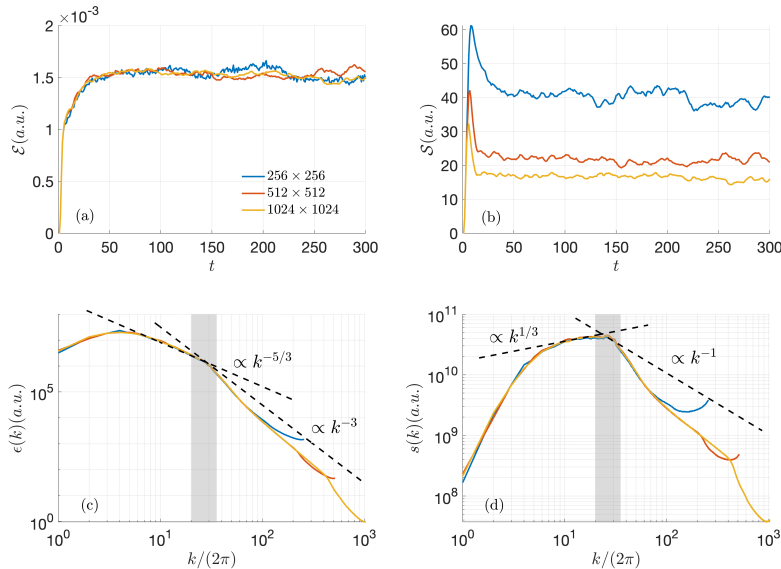 2 ×10⁻³
1.5
1
0.5
0
ℰ(a.u.)
256 × 256
512 × 512
1024 × 1024
(a)
0 50 100 150 200 250 300
t
60
50
40
30
20
10
0
𝒮(a.u.)
(b)
0 50 100 150 200 250 300
t
10⁵
10⁰
ϵ(k)(a.u.)
∝ k⁻⁵/³
∝ k⁻³
(c)
10⁰ 10¹ 10² 10³
k/(2π)
10¹¹
10¹⁰
10⁹
10⁸
s(k)(a.u.)
∝ k¹/³
∝ k⁻¹
(d)
10⁰ 10¹ 10² 10³
k/(2π)